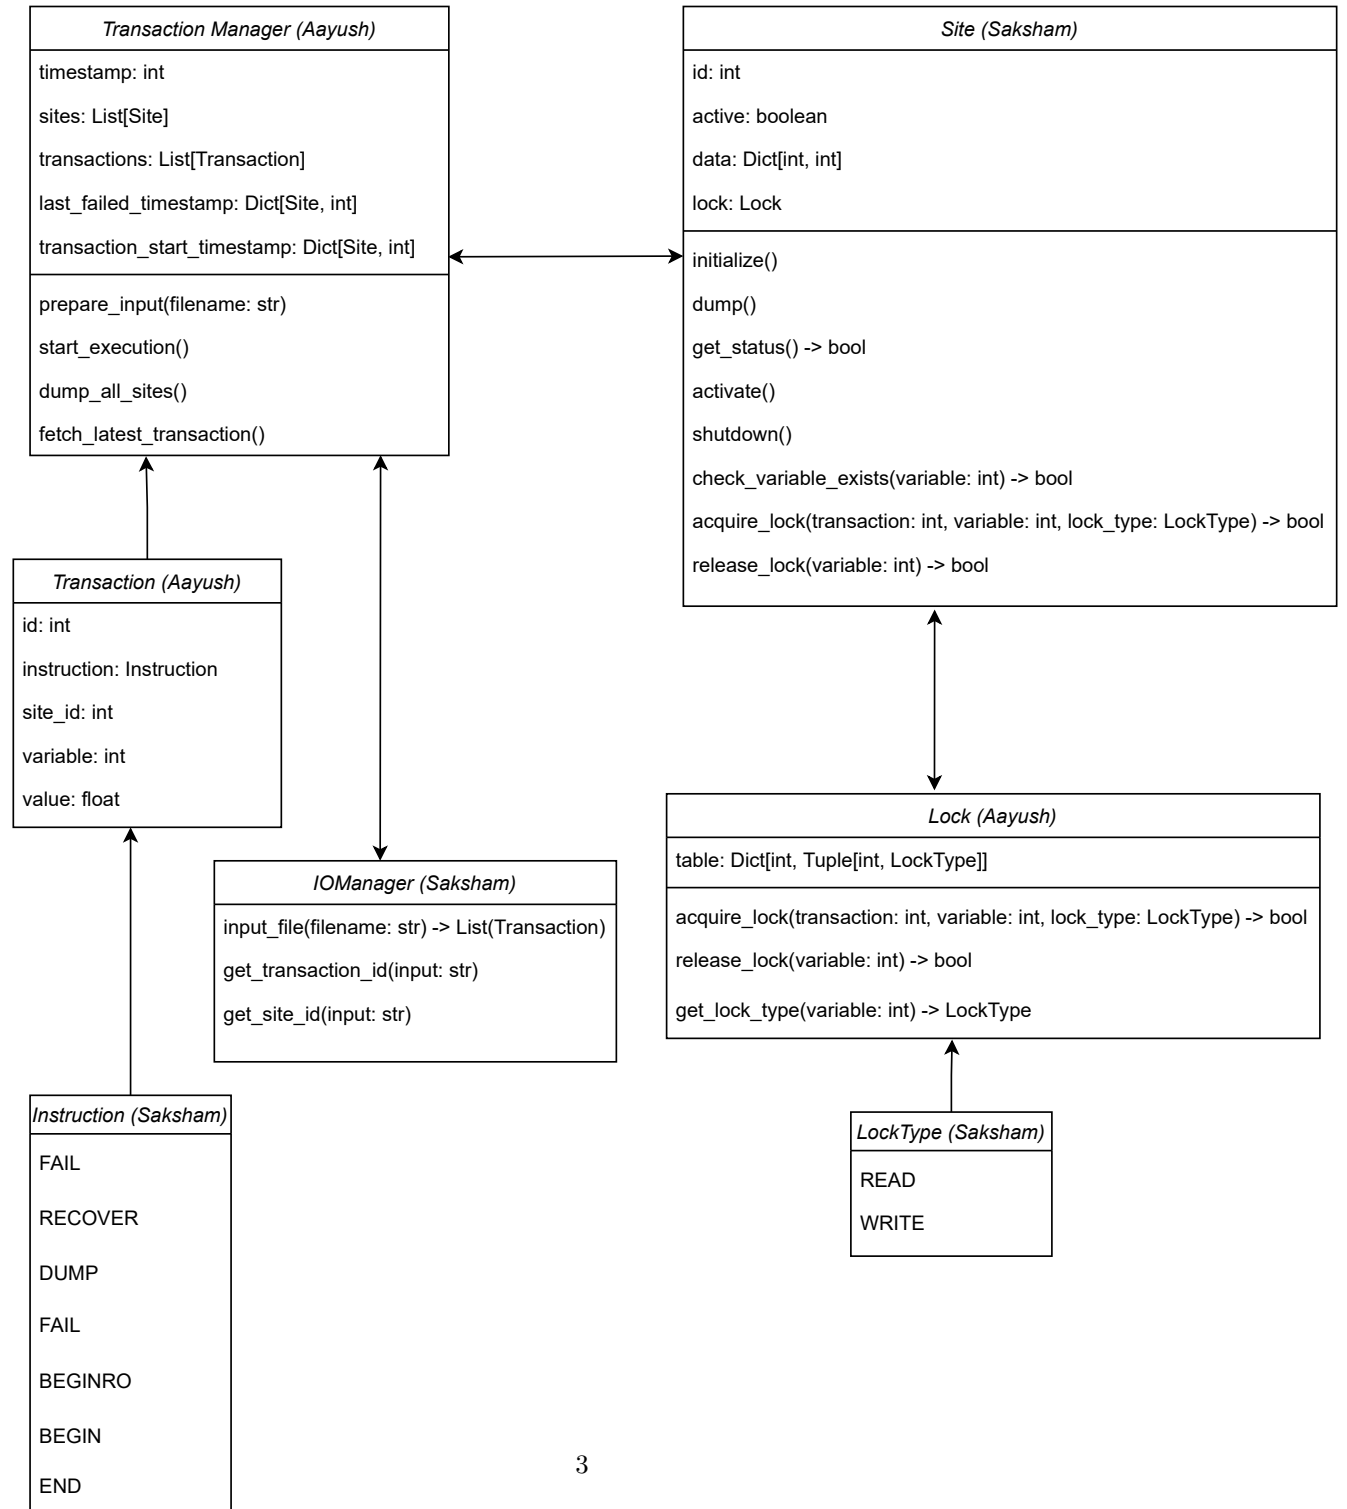 Transaction Manager (Aayush)
timestamp: int
sites: List[Site]
transactions: List[Transaction]
last_failed_timestamp: Dict[Site, int]
transaction_start_timestamp: Dict[Site, int]
prepare_input(filename: str)
start_execution()
dump_all_sites()
fetch_latest_transaction()
Site (Saksham)
id: int
active: boolean
data: Dict[int, int]
lock: Lock
initialize()
dump()
get_status() -> bool
activate()
shutdown()
check_variable_exists(variable: int) -> bool
acquire_lock(transaction: int, variable: int, lock_type: LockType) -> bool
release_lock(variable: int) -> bool
Transaction (Aayush)
id: int
instruction: Instruction
site_id: int
variable: int
value: float
IOManager (Saksham)
input_file(filename: str) -> List(Transaction)
get_transaction_id(input: str)
get_site_id(input: str)
Lock (Aayush)
table: Dict[int, Tuple[int, LockType]]
acquire_lock(transaction: int, variable: int, lock_type: LockType) -> bool
release_lock(variable: int) -> bool
get_lock_type(variable: int) -> LockType
Instruction (Saksham)
FAIL
RECOVER
DUMP
FAIL
BEGINRO
BEGIN
END
LockType (Saksham)
READ
WRITE
3